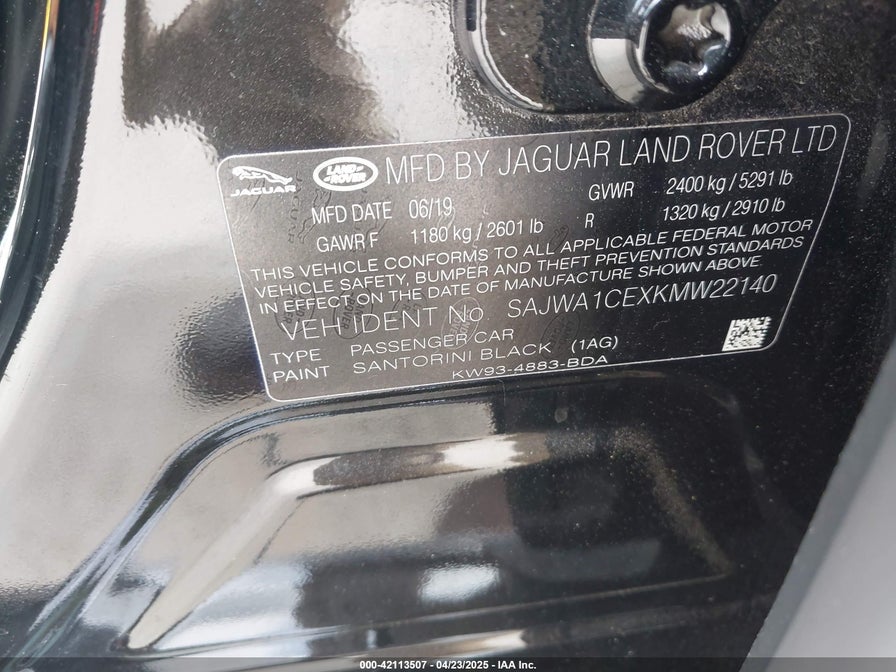 JAGUAR LAND ROVER MFD BY JAGUAR LAND ROVER LTD
MFD DATE 06/19 GVWR 2400 kg / 5291 lb
GAWR F 1180 kg / 2601 lb R 1320 kg / 2910 lb
THIS VEHICLE CONFORMS TO ALL APPLICABLE FEDERAL MOTOR
VEHICLE SAFETY, BUMPER AND THEFT PREVENTION STANDARDS
IN EFFECT ON THE DATE OF MANUFACTURE SHOWN ABOVE.
VEH IDENT No. SAJWA1CEXKMW22140
TYPE PASSENGER CAR
PAINT SANTORINI BLACK (1AG)
KW93-4883-BDA
000-42113507 - 04/23/2025 - IAA Inc.